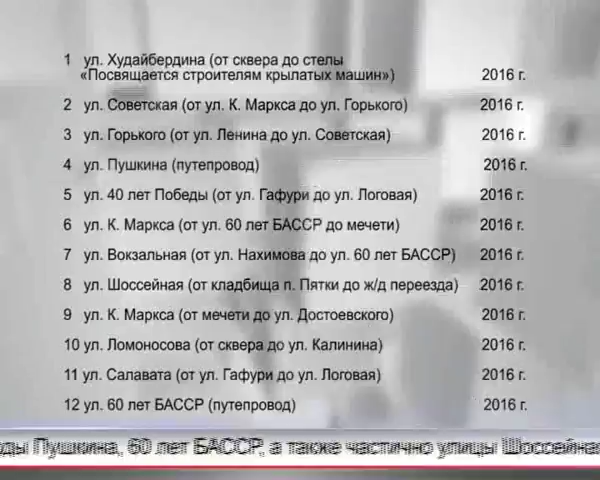 1 ул. Худайбердина (от сквера до стелы
«Посвящается строителям крылатых машин») 2016 г.
2 ул. Советская (от ул. К. Маркса до ул. Горького) 2016 г.
3 ул. Горького (от ул. Ленина до ул. Советская) 2016 г.
4 ул. Пушкина (путепровод) 2016 г.
5 ул. 40 лет Победы (от ул. Гафури до ул. Логовая) 2016 г.
6 ул. К. Маркса (от ул. 60 лет БАССР до мечети) 2016 г.
7 ул. Вокзальная (от ул. Нахимова до ул. 60 лет БАССР) 2016 г.
8 ул. Шоссейная (от кладбища п. Пятки до ж/д переезда) 2016 г.
9 ул. К. Маркса (от мечети до ул. Достоевского) 2016 г.
10 ул. Ломоносова (от сквера до ул. Калинина) 2016 г.
11 ул. Салавата (от ул. Гафури до ул. Логовая) 2016 г.
12 ул. 60 лет БАССР (путепровод) 2016 г.
оды Пушкина, 60 лет БАССР, а также частично улицы Шоссейная